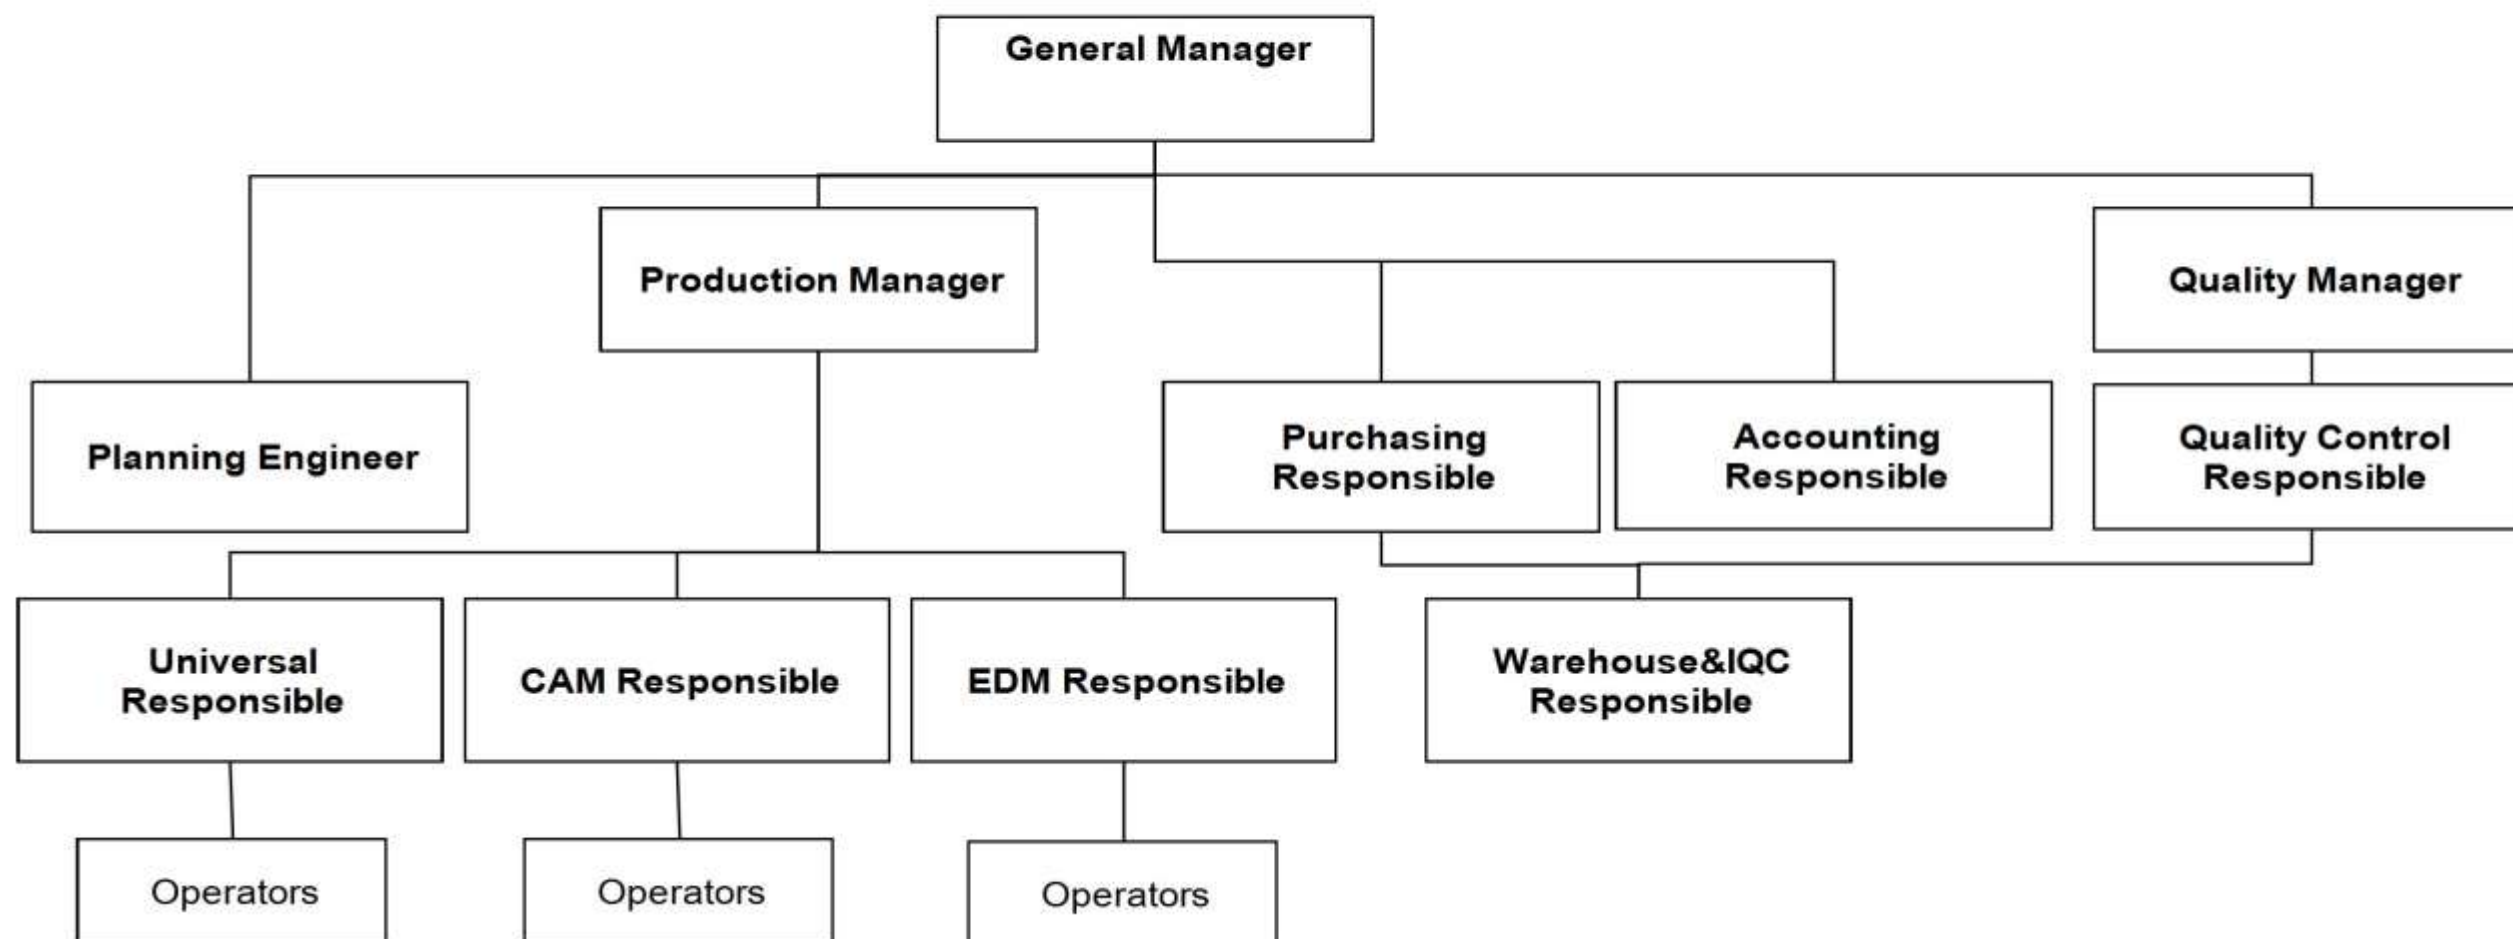 General Manager
Production Manager
Quality Manager
Planning Engineer
Purchasing
Responsible
Accounting
Responsible
Quality Control
Responsible
Universal
Responsible
CAM Responsible
EDM Responsible
Warehouse&IQC
Responsible
Operators
Operators
Operators